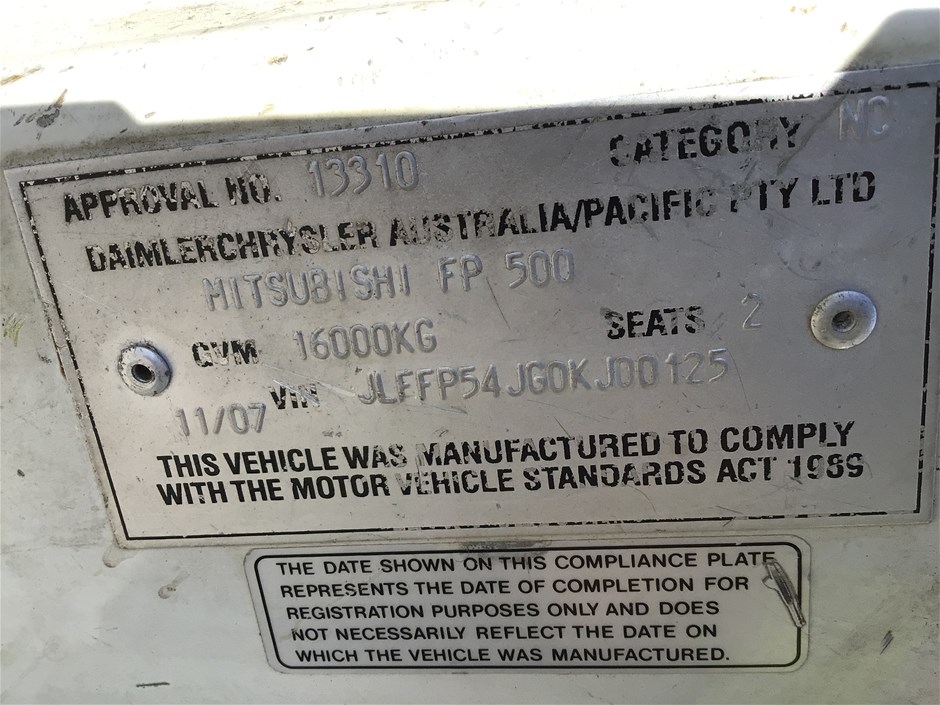 APPROVAL NO. 13310 CATEGORY NC
DAIMLERCHRYSLER AUSTRALIA/PACIFIC PTY LTD
MITSUBISHI FP 500
GVM 16000KG SEATS 2
11/07 VIN JLFFP54JG0KJ00125
THIS VEHICLE WAS MANUFACTURED TO COMPLY
WITH THE MOTOR VEHICLE STANDARDS ACT 1989
THE DATE SHOWN ON THIS COMPLIANCE PLATE
REPRESENTS THE DATE OF COMPLETION FOR
REGISTRATION PURPOSES ONLY AND DOES
NOT NECESSARILY REFLECT THE DATE ON
WHICH THE VEHICLE WAS MANUFACTURED.